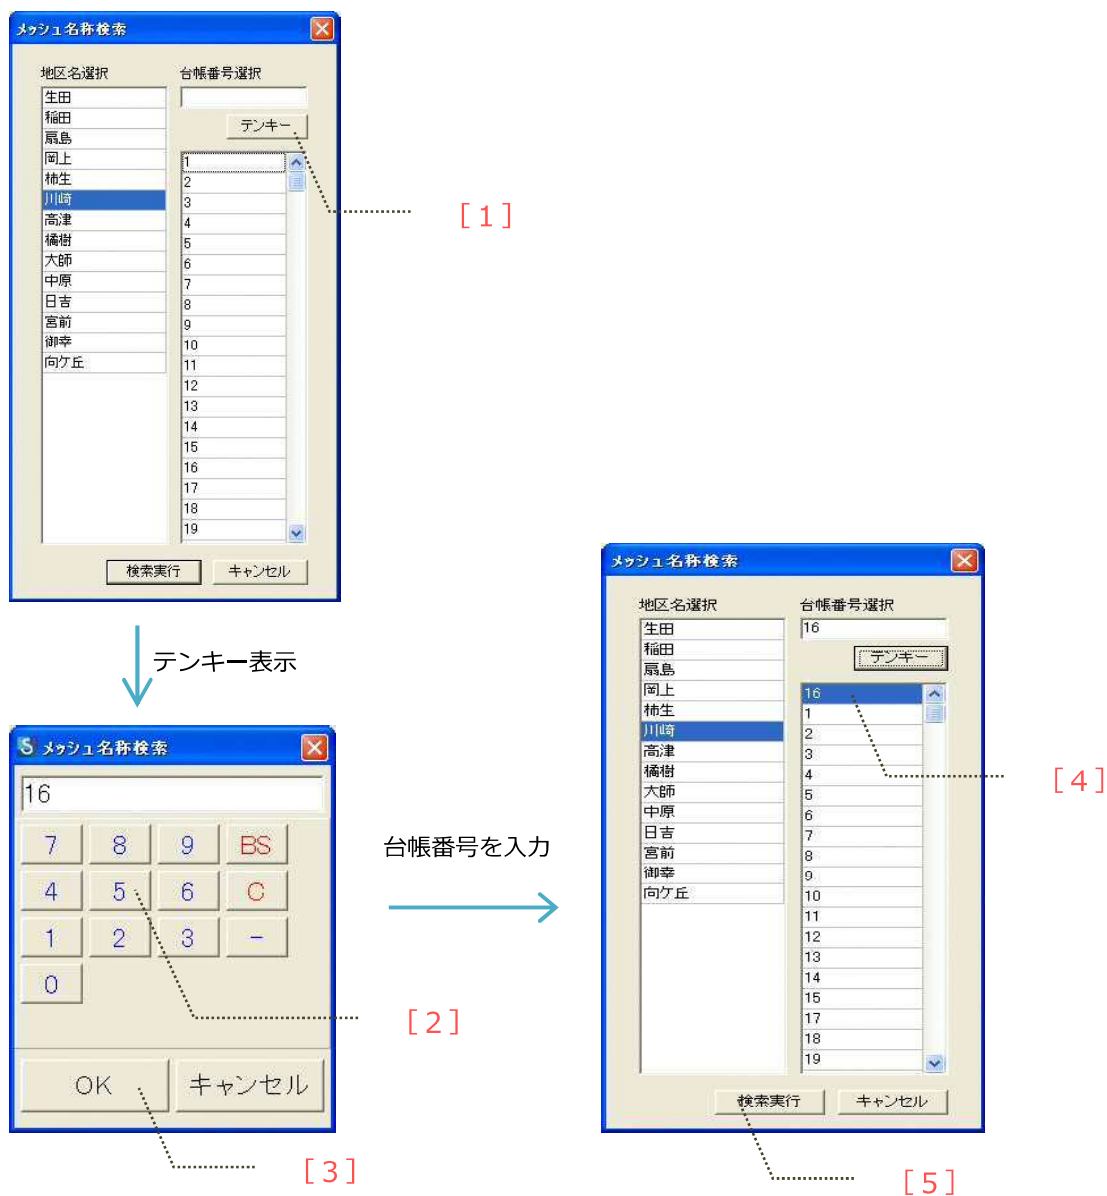 メッシュ名称検索
地区名選択
台帳番号選択
生田
稲田
扇島
岡上
柿生
川崎
高津
橘樹
大師
中原
日吉
宮前
御幸
向ケ丘
テンキー
1
2
3
4
5
6
7
8
9
10
11
12
13
14
15
16
17
18
19
検索実行
キャンセル
［1］
テンキー表示
メッシュ名称検索
16
7 8 9 BS
4 5 6 C
1 2 3 -
0
OK
キャンセル
［2］
［3］
台帳番号を入力
メッシュ名称検索
地区名選択
台帳番号選択
生田
稲田
扇島
岡上
柿生
川崎
高津
橘樹
大師
中原
日吉
宮前
御幸
向ケ丘
16
テンキー
16
1
2
3
4
5
6
7
8
9
10
11
12
13
14
15
17
18
19
検索実行
キャンセル
［4］
［5］